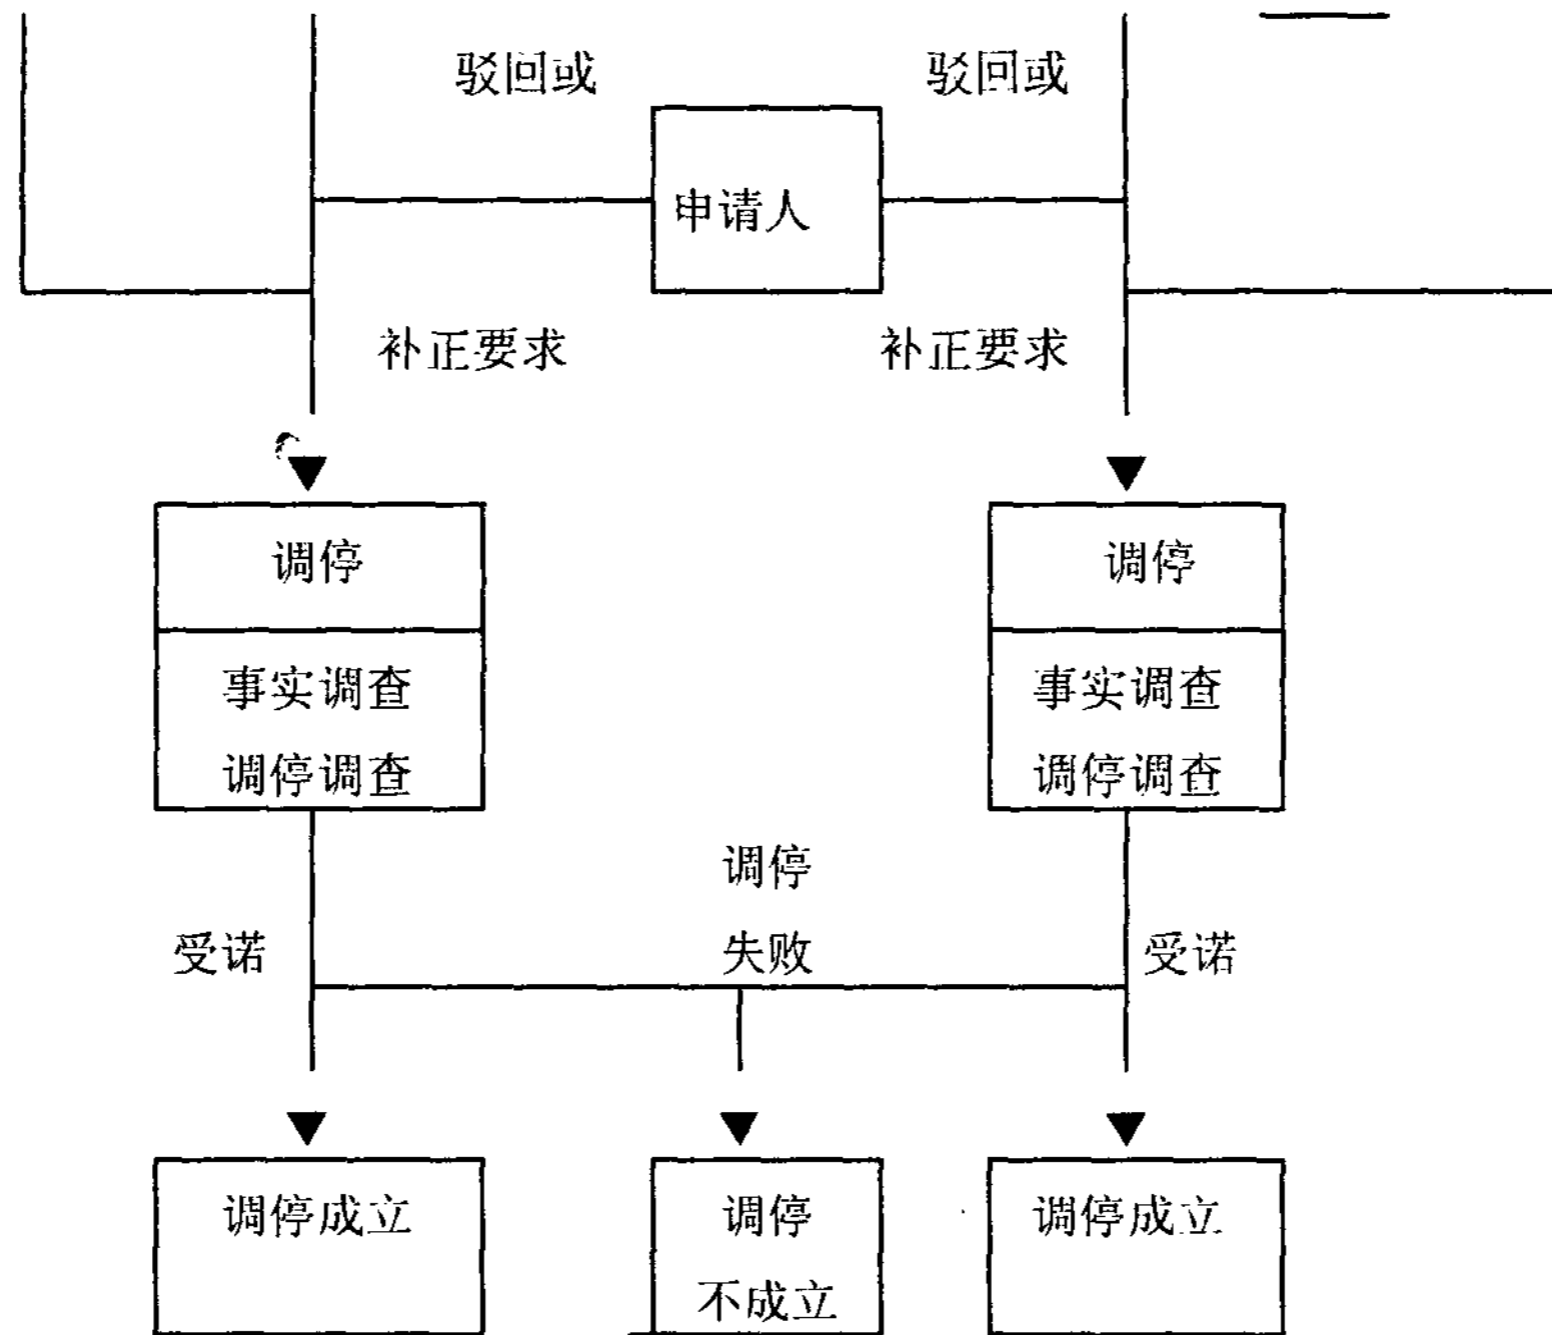 驳回或
驳回或
申请人
补正要求
补正要求
调停
调停
事实调查
事实调查
调停调查
调停调查
调停
受诺
失败
受诺
调停成立
调停
调停成立
不成立